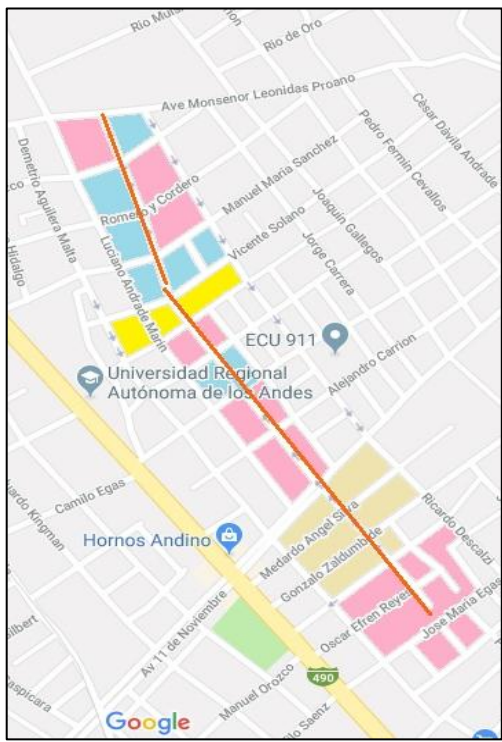 Rio de Oro
Ave Monsenor Leonidas Proano
Cèsar Dàvila Andrade
Pedro Fermin Cevallos
Demetrio Aguilera Malta
Manuel Maria Sanchez
Romero y Cordero
Joaquin Gallegos
Hidalgo
Vicente Solano
Jorge Carrera
Luciano Andrade Marin
ECU 911
Universidad Regional
Autónoma de los Andes
Alejandro Carrion
Camilo Egas
Ricardo Descalzi
Hornos Andino
Medardo Angel Silva
Gonzalo Zaldumbide
Jose Maria Egas
Oscar Efren Reyes
Av 11 de Noviembre
490
Manuel Orozco
Google